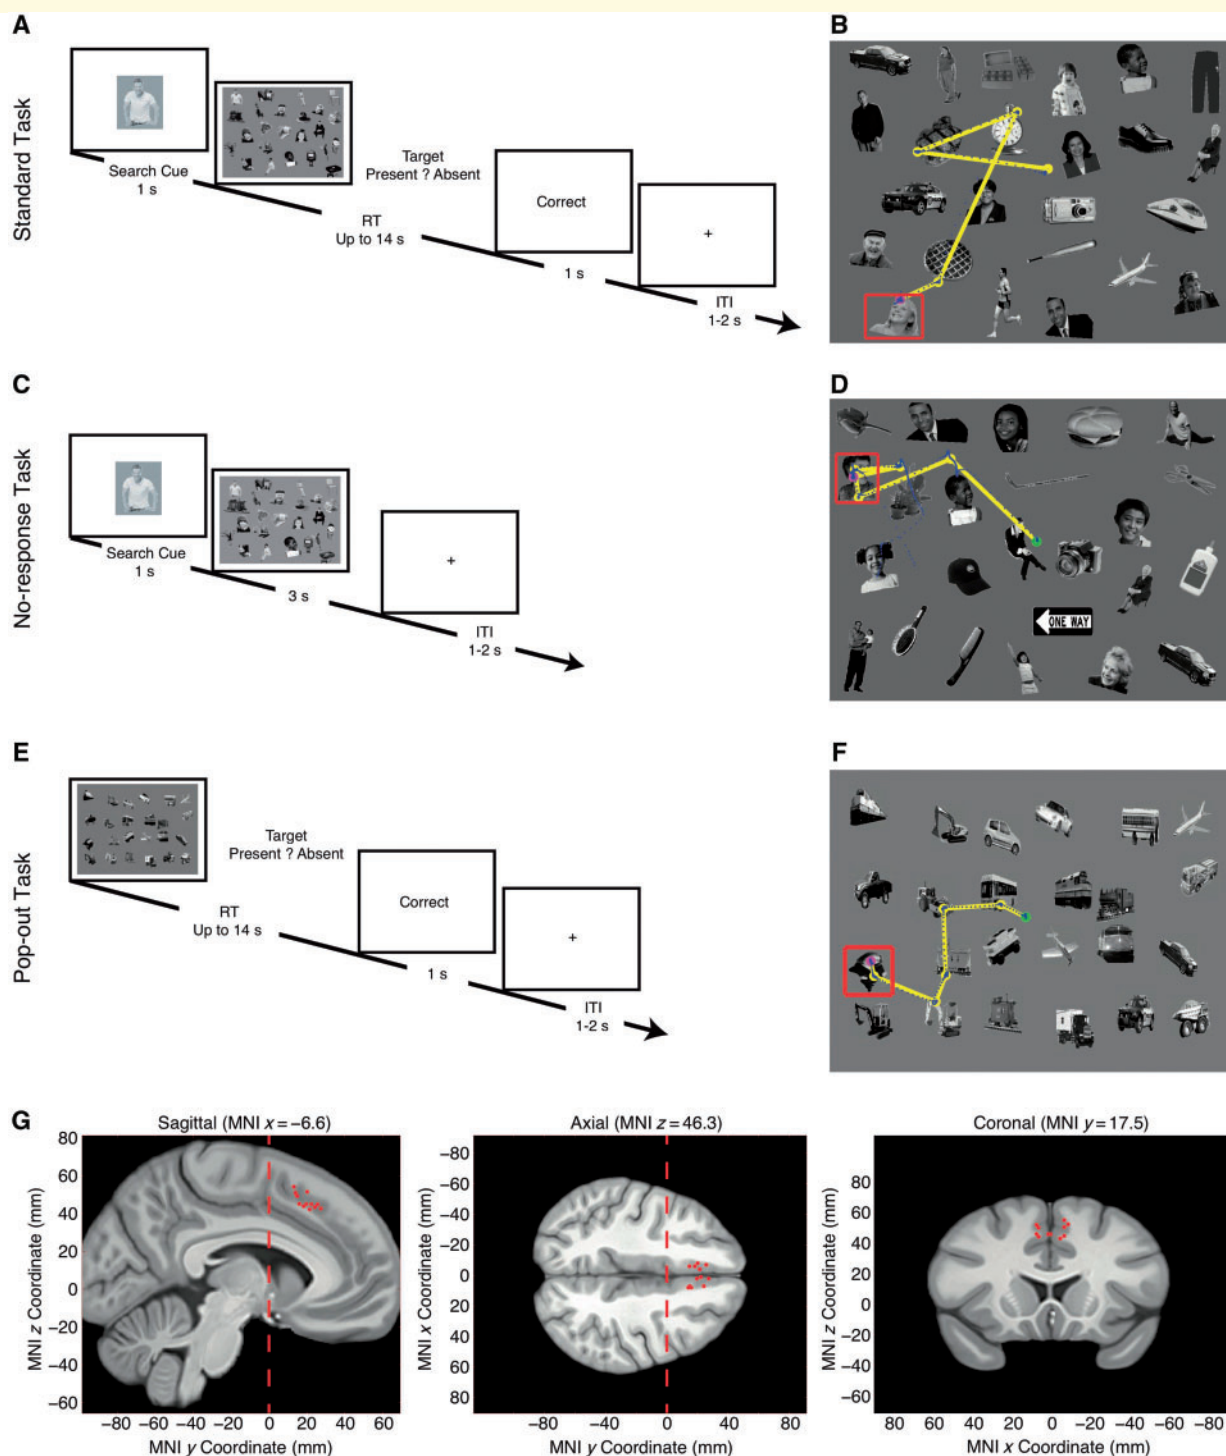 A
Standard Task
Search Cue
1 s
Target
Present ? Absent
RT
Up to 14 s
Correct
1 s
+
ITI
1-2 s
B
C
No-response Task
Search Cue
1 s
3 s
+
ITI
1-2 s
D
ONE WAY
E
Pop-out Task
Target
Present ? Absent
RT
Up to 14 s
Correct
1 s
+
ITI
1-2 s
F
G
Sagittal (MNI x = −6.6)
MNI z Coordinate (mm)
80
60
40
20
0
−20
−40
−60
−80 −60 −40 −20 0 20 40 60
MNI y Coordinate (mm)
Axial (MNI z = 46.3)
MNI x Coordinate (mm)
−80
−60
−40
−20
0
20
40
60
80
−80 −40 0 40 80
MNI y Coordinate (mm)
Coronal (MNI y = 17.5)
MNI z Coordinate (mm)
80
60
40
20
0
−20
−40
−60
80 60 40 20 0 −20 −40 −60 −80
MNI x Coordinate (mm)